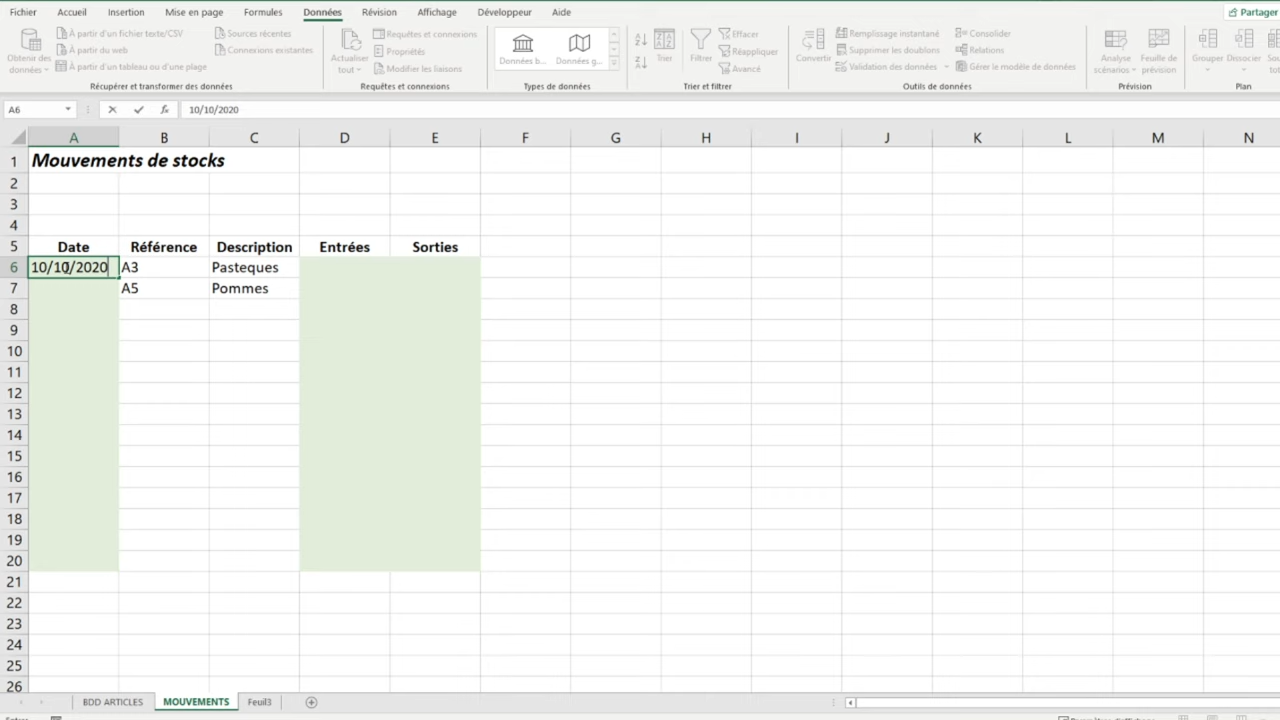 Fichier Accueil Insertion Mise en page Formules Données Révision Affichage Développeur Aide Partager
À partir d'un fichier texte/CSV Sources récentes Requêtes et connexions Effacer Remplissage instantané Consolider
À partir du web Connexions existantes Propriétés Réappliquer Supprimer les doublons Relations
Obtenir des données À partir d'un tableau ou d'une plage Actualiser tout Modifier les liaisons Données b... Données g... Trier Filtrer Avancé Convertir Validation des données Gérer le modèle de données Analyse scénarios Feuille de prévision Grouper Dissocier
Récupérer et transformer des données Requêtes et connexions Types de données Trier et filtrer Outils de données Prévision Plan
A6 fx 10/10/2020
A B C D E F G H I J K L M N
1 Mouvements de stocks
2
3
4
5 Date Référence Description Entrées Sorties
6 10/10/2020 A3 Pasteques
7 A5 Pommes
8
9
10
11
12
13
14
15
16
17
18
19
20
21
22
23
24
25
26
BDD ARTICLES MOUVEMENTS Feuil3